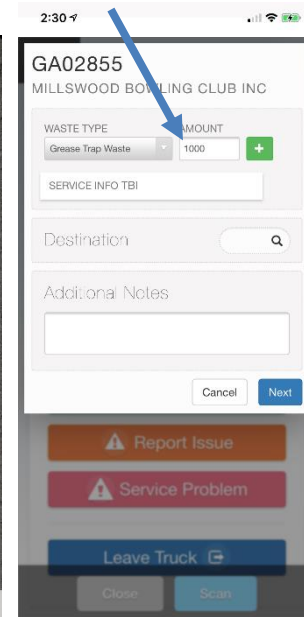 2:30
GA02855
MILLSWOOD BOWLING CLUB INC
WASTE TYPE AMOUNT
Grease Trap Waste 1000 +
SERVICE INFO TBI
Destination
Additional Notes
Cancel Next
Report Issue
Service Problem
Leave Truck
Close Scan